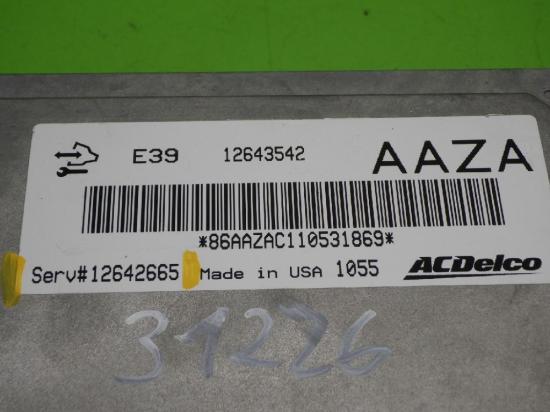 E39 12643542 AAZA
*86AAZAC110531869*
Serv#12642665 Made in USA 1055 ACDelco
31226